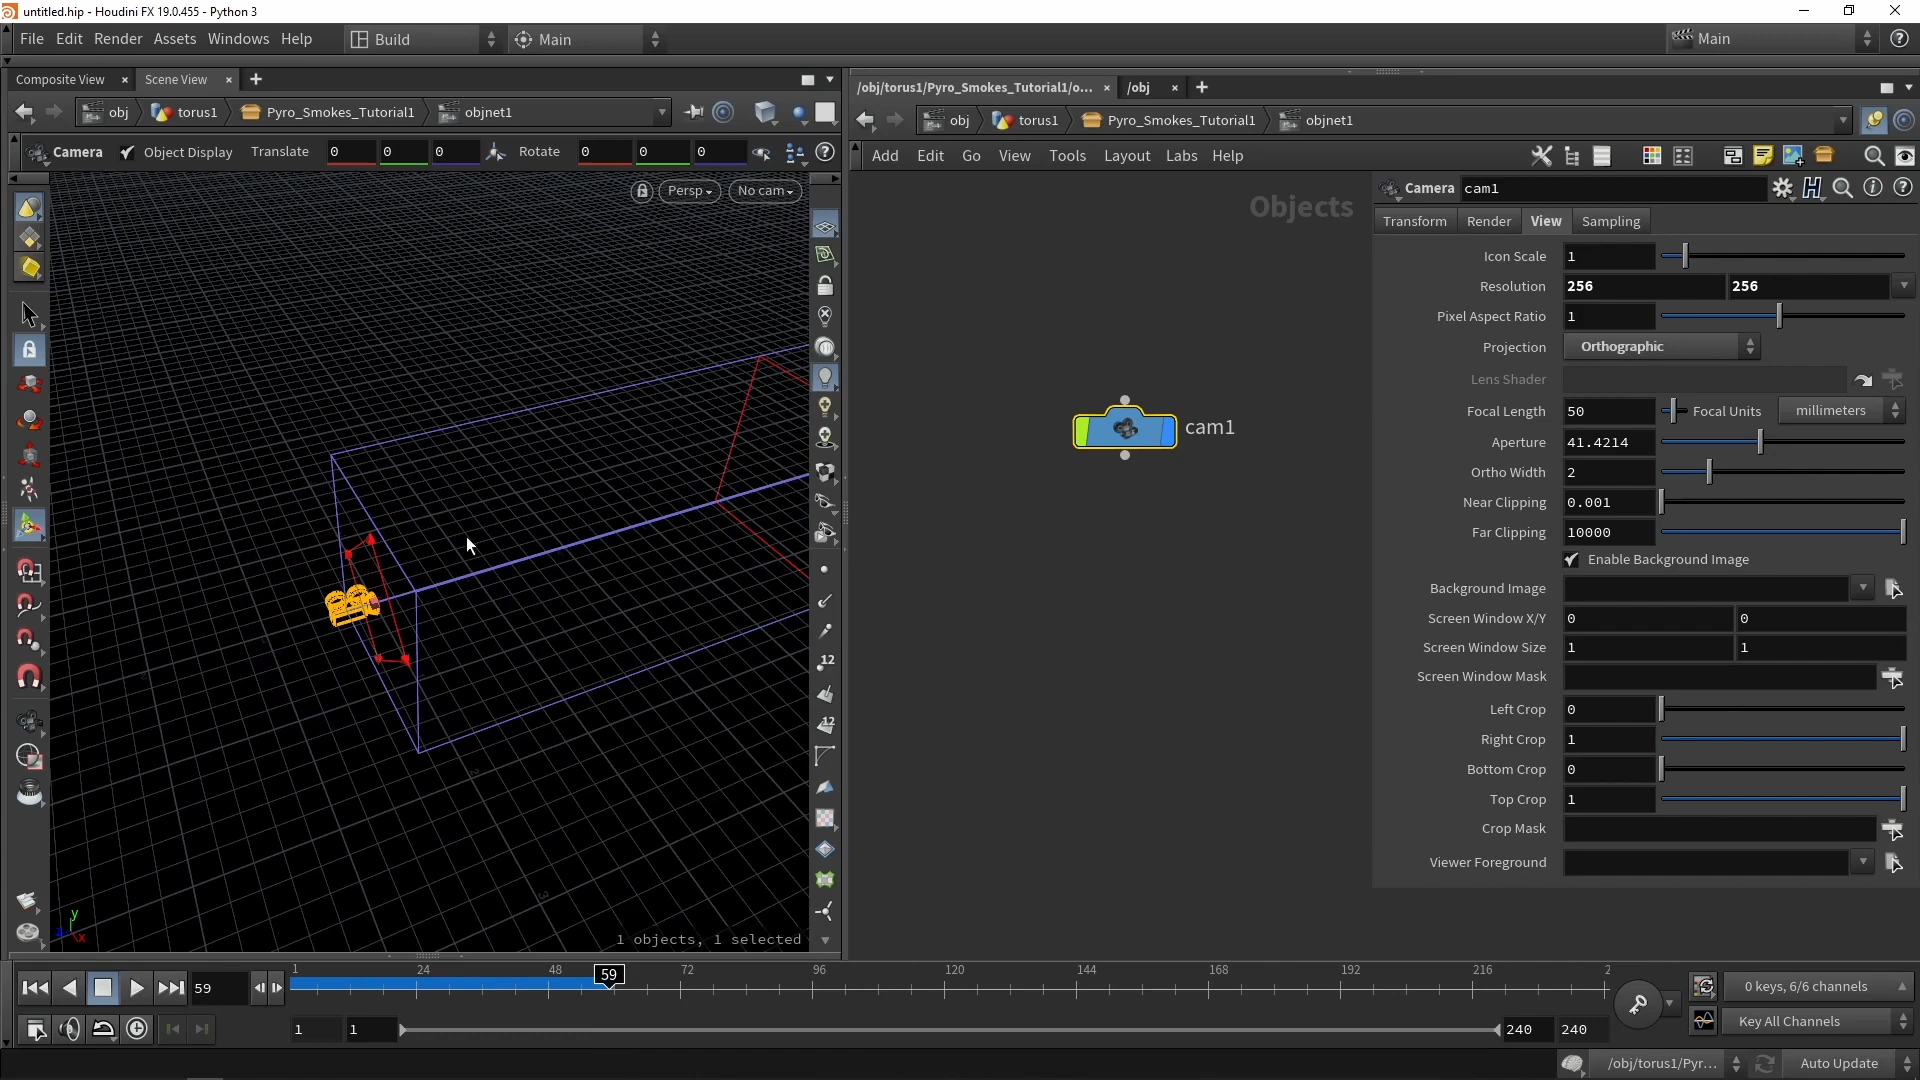 untitled.hip - Houdini FX 19.0.455 - Python 3
File Edit Render Assets Windows Help Build Main Main
Composite View × Scene View × +
obj torus1 Pyro_Smokes_Tutorial1 objnet1
Camera Object Display Translate 0 0 0 Rotate 0 0 0
Persp No cam
12
12
y
z x
1 objects, 1 selected
/obj/torus1/Pyro_Smokes_Tutorial1/o... × /obj × +
obj torus1 Pyro_Smokes_Tutorial1 objnet1
Add Edit Go View Tools Layout Labs Help
Objects
cam1
Camera cam1
Transform Render View Sampling
Icon Scale 1
Resolution 256 256
Pixel Aspect Ratio 1
Projection Orthographic
Lens Shader
Focal Length 50 Focal Units millimeters
Aperture 41.4214
Ortho Width 2
Near Clipping 0.001
Far Clipping 10000
Enable Background Image
Background Image
Screen Window X/Y 0 0
Screen Window Size 1 1
Screen Window Mask
Left Crop 0
Right Crop 1
Bottom Crop 0
Top Crop 1
Crop Mask
Viewer Foreground
59 1 24 48 59 72 96 120 144 168 192 216 2
0 keys, 6/6 channels
1 1 240 240 Key All Channels
/obj/torus1/Pyr... Auto Update